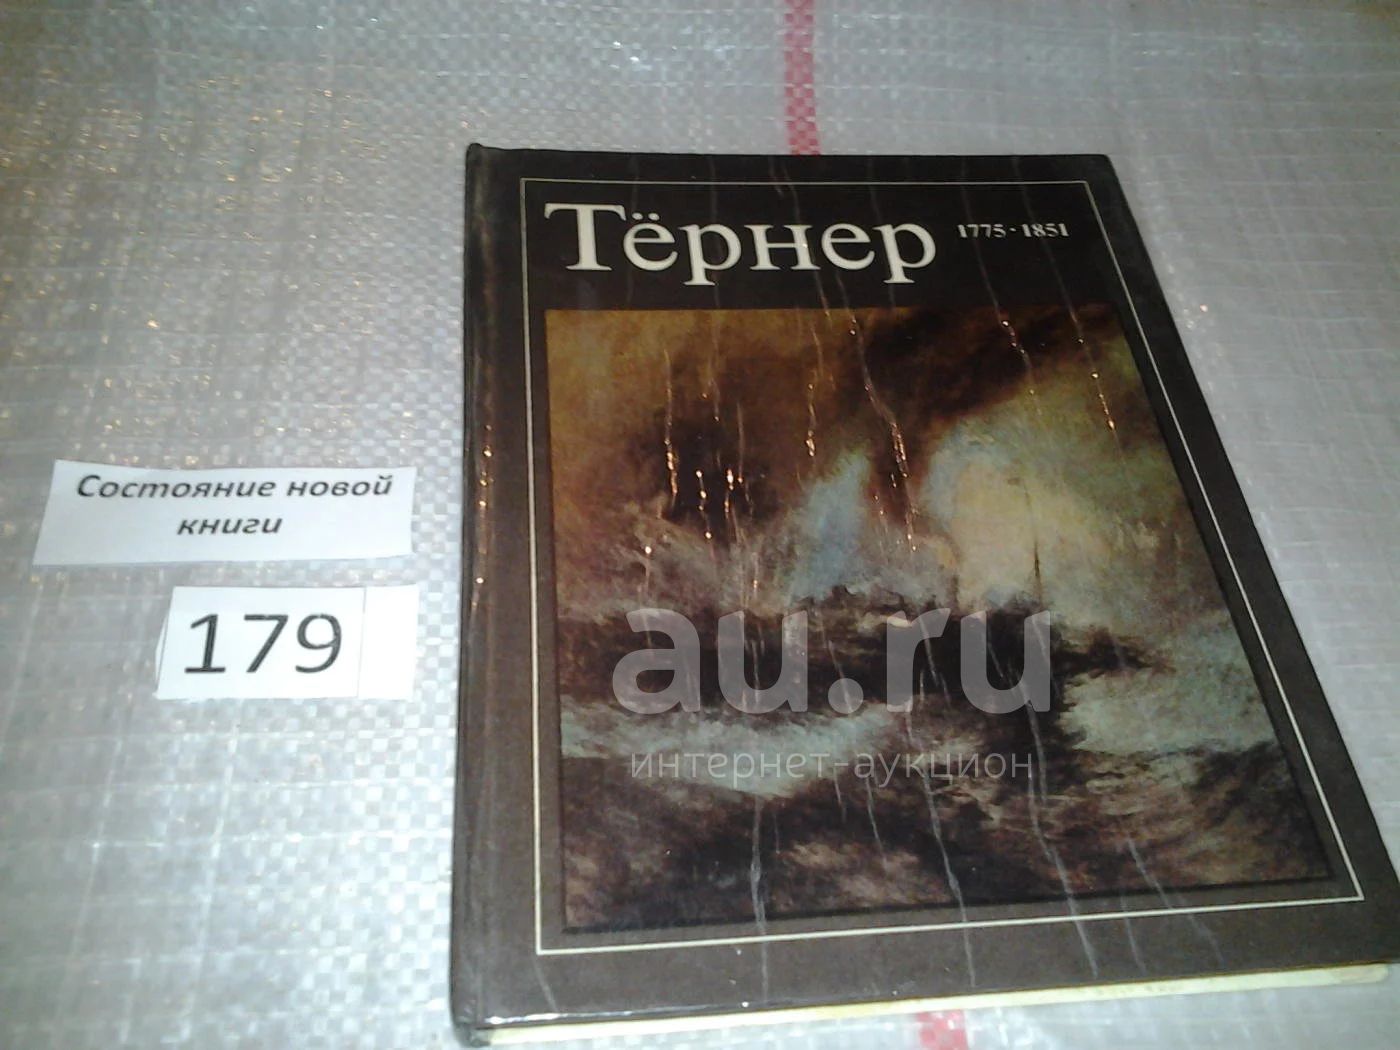 Тёрнер 1775-1851
Состояние новой
книги
179
au.ru
интернет-аукцион